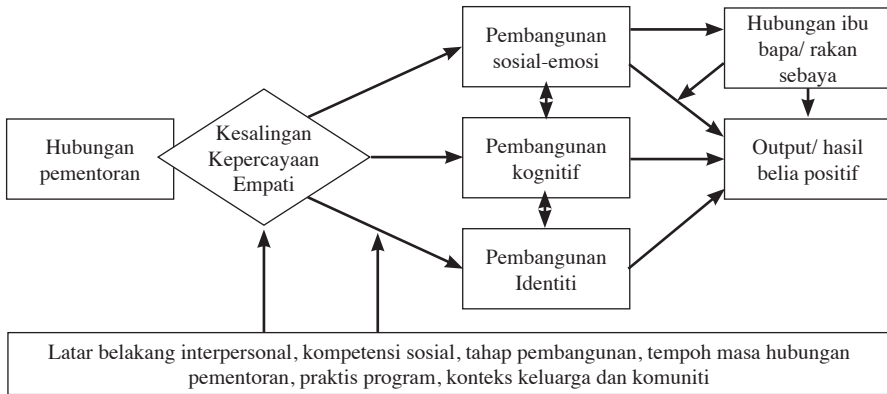 Hubungan
pementoran
Kesalingan
Kepercayaan
Empati
Pembangunan
sosial-emosi
Pembangunan
kognitif
Pembangunan
Identiti
Hubungan ibu
bapa/ rakan
sebaya
Output/ hasil
belia positif
Latar belakang interpersonal, kompetensi sosial, tahap pembangunan, tempoh masa hubungan
pementoran, praktis program, konteks keluarga dan komuniti